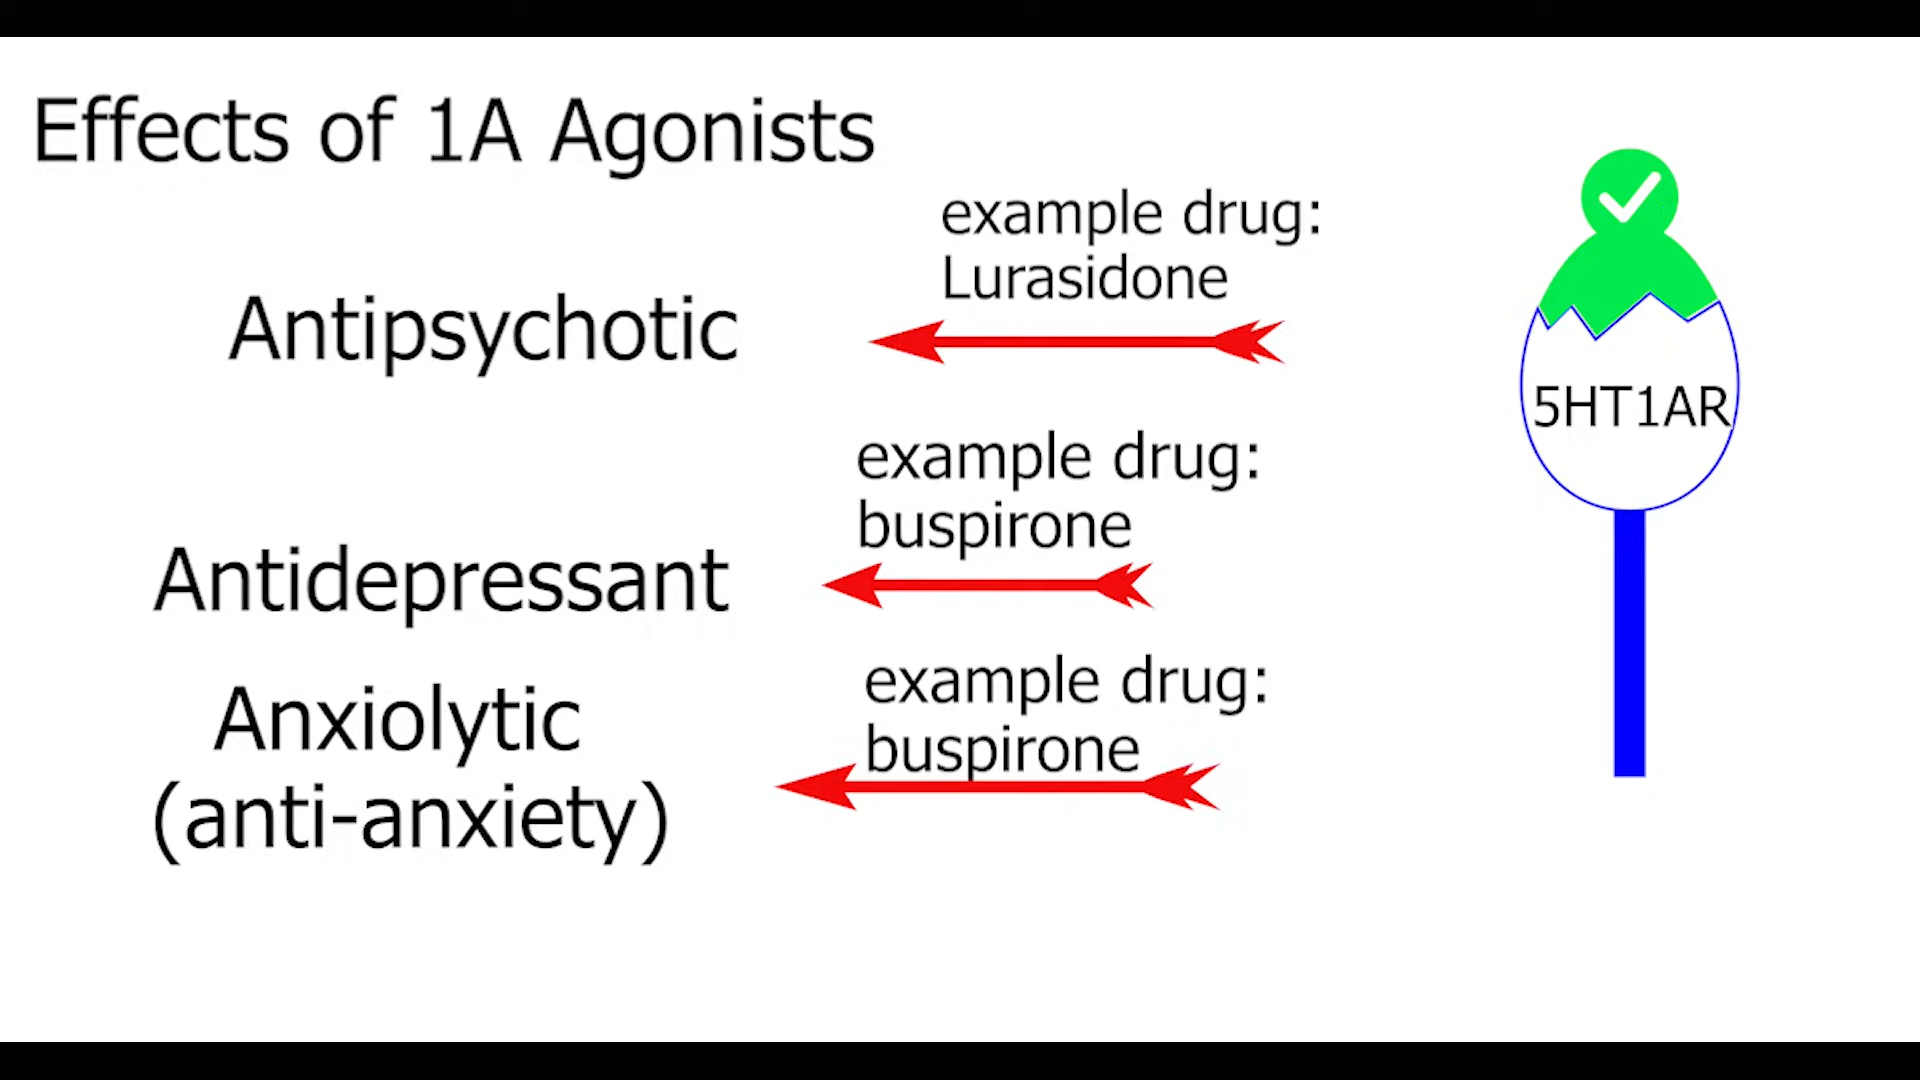 Effects of 1A Agonists
example drug:
Lurasidone
Antipsychotic
5HT1AR
example drug:
buspirone
Antidepressant
example drug:
buspirone
Anxiolytic
(anti-anxiety)